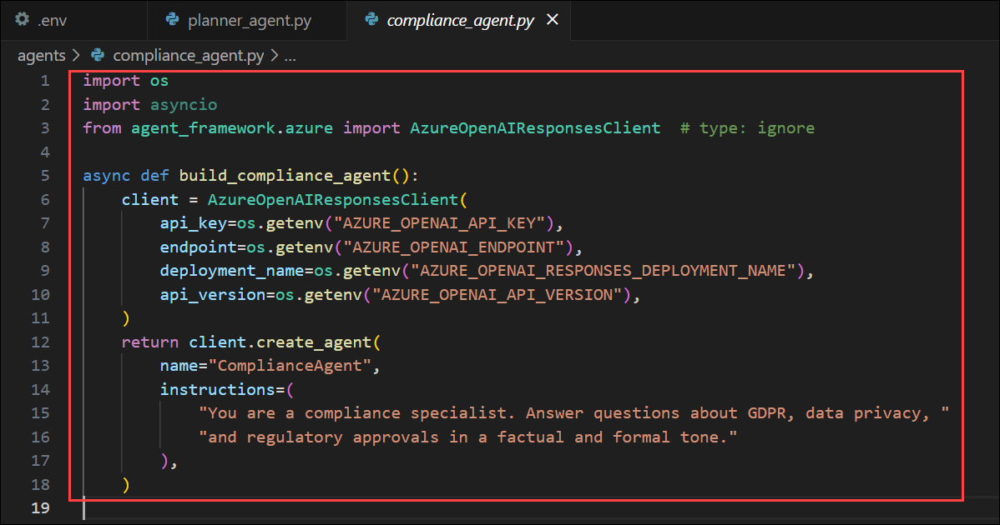 .env
planner_agent.py
compliance_agent.py
agents > compliance_agent.py > ...
1 import os
2 import asyncio
3 from agent_framework.azure import AzureOpenAIResponsesClient  # type: ignore
4
5 async def build_compliance_agent():
6     client = AzureOpenAIResponsesClient(
7         api_key=os.getenv("AZURE_OPENAI_API_KEY"),
8         endpoint=os.getenv("AZURE_OPENAI_ENDPOINT"),
9         deployment_name=os.getenv("AZURE_OPENAI_RESPONSES_DEPLOYMENT_NAME"),
10         api_version=os.getenv("AZURE_OPENAI_API_VERSION"),
11     )
12     return client.create_agent(
13         name="ComplianceAgent",
14         instructions=(
15             "You are a compliance specialist. Answer questions about GDPR, data privacy, "
16             "and regulatory approvals in a factual and formal tone."
17         ),
18     )
19